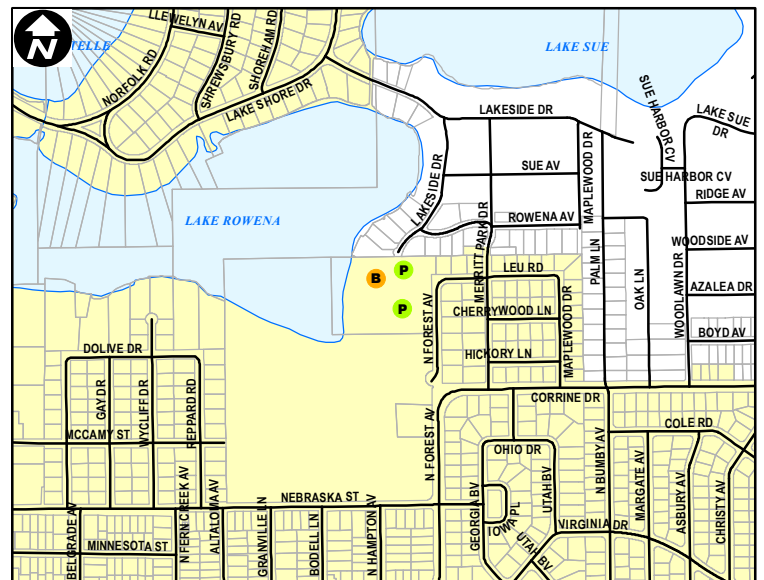 N
TELLE
LLEWELYN AV
NORFOLK RD
SHREWSBURY RD
SHOREHAM RD
LAKE SHORE DR
LAKE SUE
LAKESIDE DR
SUE HARBOR CV
LAKE SUE
DR
SUE AV
MAPLEWOOD DR
SUE HARBOR CV
RIDGE AV
LAKESIDE DR
LAKE ROWENA
ROWENA AV
MERRITT PARK DR
PALM LN
WOODSIDE AV
OAK LN
WOODLAWN DR
B
P
P
LEU RD
AZALEA DR
N FOREST AV
CHERRYWOOD LN
MAPLEWOOD DR
BOYD AV
HICKORY LN
DOLIVE DR
GAY DR
WYCLIFF DR
REPPARD RD
MCCAMY ST
CORRINE DR
N FOREST AV
COLE RD
OHIO DR
N BUMBY AV
MARGATE AV
ASBURY AV
CHRISTY AV
GEORGIA BV
UTAH BV
IOWA PL
UTAH BV
VIRGINIA DR
NEBRASKA ST
BELGRADE AV
MINNESOTA ST
N FERNCREEK AV
ALTALOMA AV
GRANVILLE LN
BODELL LN
N HAMPTON AV